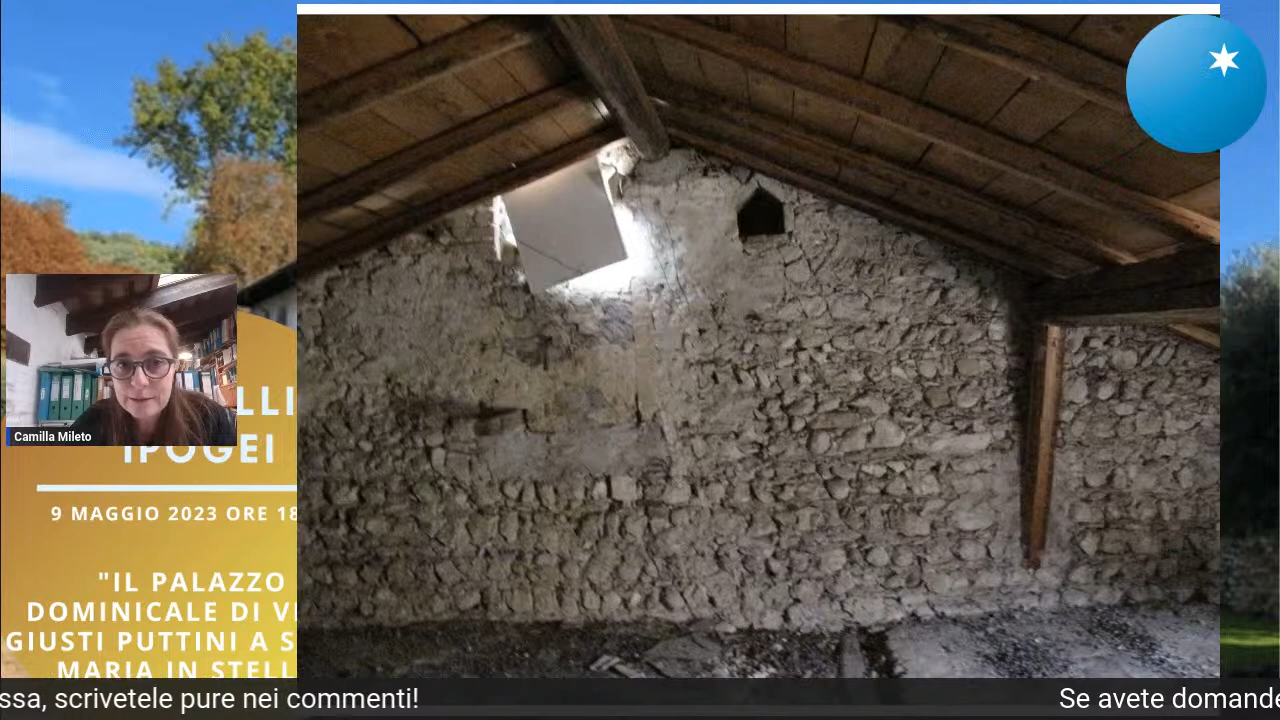 Camilla Mileto
IPOGEI
9 MAGGIO 2023 ORE 18
"IL PALAZZO
DOMINICALE DI
GIUSTI PUTTINI A
MARIA IN
ssa, scrivetele pure nei commenti!
Se avete domande